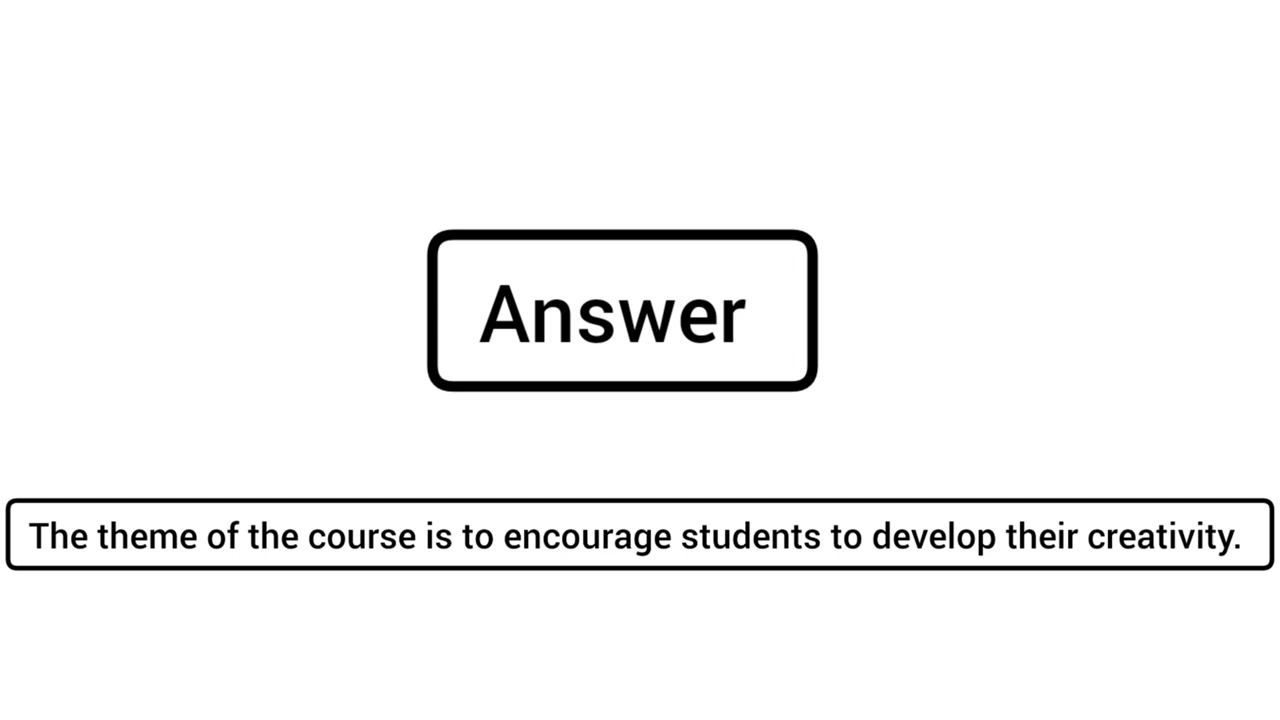 Answer
The theme of the course is to encourage students to develop their creativity.